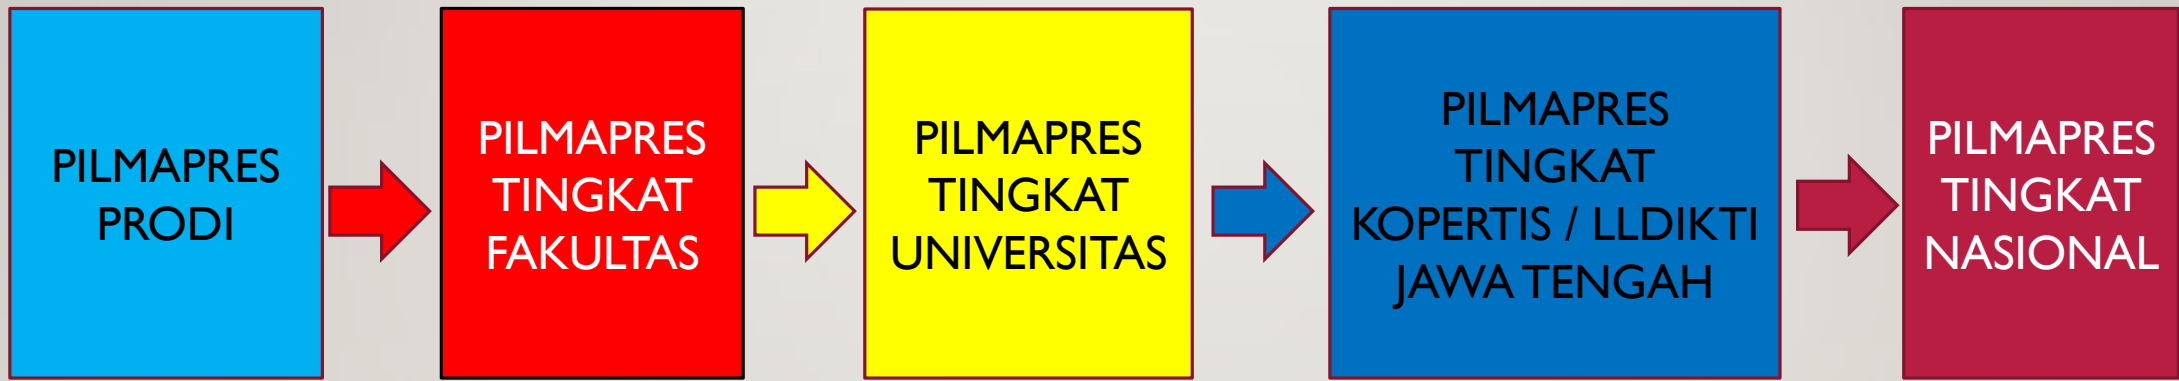 PILMAPRES
PRODI
PILMAPRES
TINGKAT
FAKULTAS
PILMAPRES
TINGKAT
UNIVERSITAS
PILMAPRES
TINGKAT
KOPERTIS / LLDIKTI
JAWA TENGAH
PILMAPRES
TINGKAT
NASIONAL